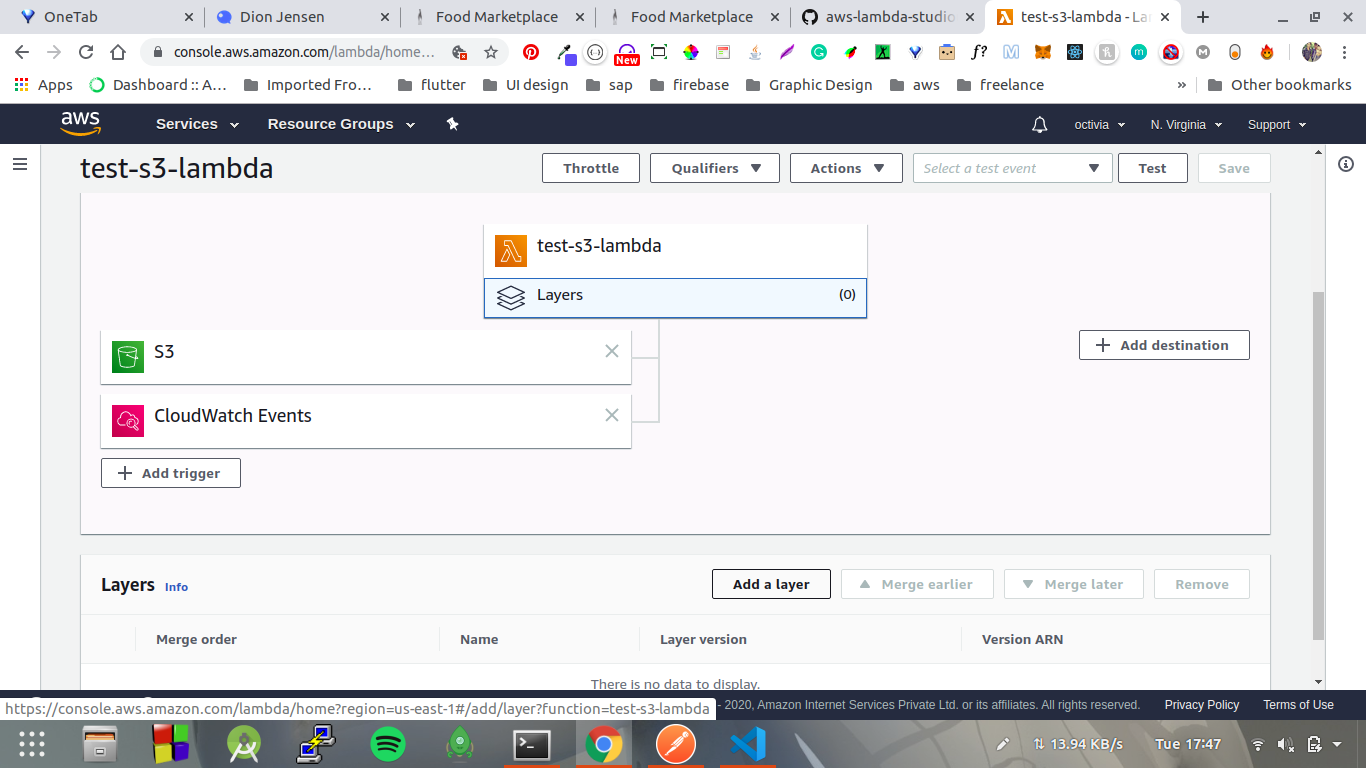 OneTab
Dion Jensen
Food Marketplace
Food Marketplace
aws-lambda-studio
test-s3-lambda - La
console.aws.amazon.com/lambda/home…
New
Apps
Dashboard :: A…
Imported Fro…
flutter
UI design
sap
firebase
Graphic Design
aws
freelance
»
Other bookmarks
aws
Services
Resource Groups
octivia
N. Virginia
Support
test-s3-lambda
Throttle
Qualifiers
Actions
Select a test event
Test
Save
test-s3-lambda
Layers
(0)
S3
Add destination
CloudWatch Events
Add trigger
Layers Info
Add a layer
Merge earlier
Merge later
Remove
Merge order
Name
Layer version
Version ARN
There is no data to display.
https://console.aws.amazon.com/lambda/home?region=us-east-1#/add/layer?function=test-s3-lambda
- 2020, Amazon Internet Services Private Ltd. or its affiliates. All rights reserved.
Privacy Policy
Terms of Use
13.94 KB/s
Tue 17:47